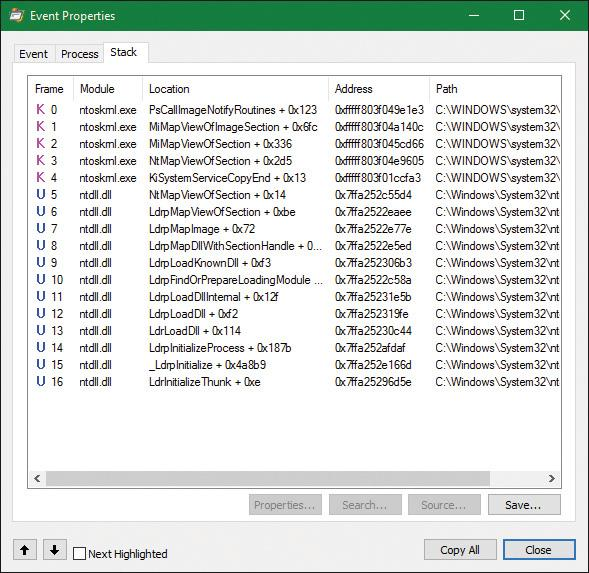 Event Properties
Event Process Stack
Frame Module Location Address Path
K 0 ntoskrnl.exe PsCallImageNotifyRoutines + 0x123 0xfffff803f049e1e3 C:\WINDOWS\system32\
K 1 ntoskrnl.exe MiMapViewOfImageSection + 0x6fc 0xfffff803f04a140c C:\WINDOWS\system32\
K 2 ntoskrnl.exe MiMapViewOfSection + 0x336 0xfffff803f045cd66 C:\WINDOWS\system32\
K 3 ntoskrnl.exe NtMapViewOfSection + 0x2d5 0xfffff803f04e9605 C:\WINDOWS\system32\
K 4 ntoskrnl.exe KiSystemServiceCopyEnd + 0x13 0xfffff803f01ccfa3 C:\WINDOWS\system32\
U 5 ntdll.dll NtMapViewOfSection + 0x14 0x7ffa252c55d4 C:\Windows\System32\nt
U 6 ntdll.dll LdrpMapViewOfSection + 0xbe 0x7ffa2522eaee C:\Windows\System32\nt
U 7 ntdll.dll LdrpMapImage + 0x72 0x7ffa2522e77e C:\Windows\System32\nt
U 8 ntdll.dll LdrpMapDllWithSectionHandle + 0... 0x7ffa2522e5ed C:\Windows\System32\nt
U 9 ntdll.dll LdrpLoadKnownDll + 0xf3 0x7ffa252306b3 C:\Windows\System32\nt
U 10 ntdll.dll LdrpFindOrPrepareLoadingModule ... 0x7ffa2522c58a C:\Windows\System32\nt
U 11 ntdll.dll LdrpLoadDllInternal + 0x12f 0x7ffa25231e5b C:\Windows\System32\nt
U 12 ntdll.dll LdrpLoadDll + 0xf2 0x7ffa252319fe C:\Windows\System32\nt
U 13 ntdll.dll LdrLoadDll + 0x114 0x7ffa25230c44 C:\Windows\System32\nt
U 14 ntdll.dll LdrpInitializeProcess + 0x187b 0x7ffa252afdaf C:\Windows\System32\nt
U 15 ntdll.dll _LdrpInitialize + 0x4a8b9 0x7ffa252e166d C:\Windows\System32\nt
U 16 ntdll.dll LdrInitializeThunk + 0xe 0x7ffa25296d5e C:\Windows\System32\nt
Properties... Search... Source... Save...
Next Highlighted Copy All Close